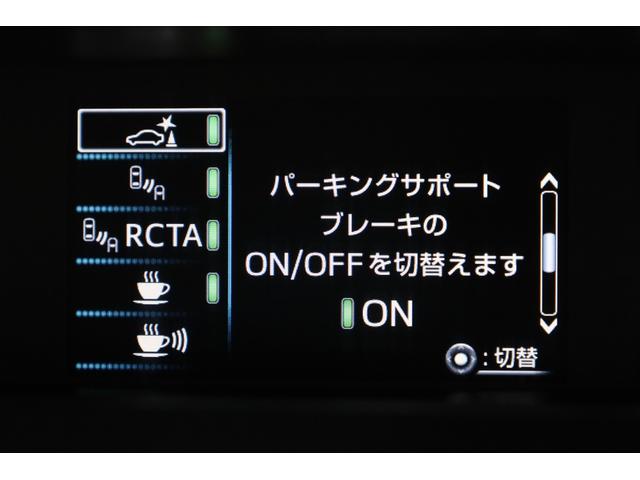 RCTA
パーキングサポート
ブレーキの
ON/OFFを切替えます
ON
:切替